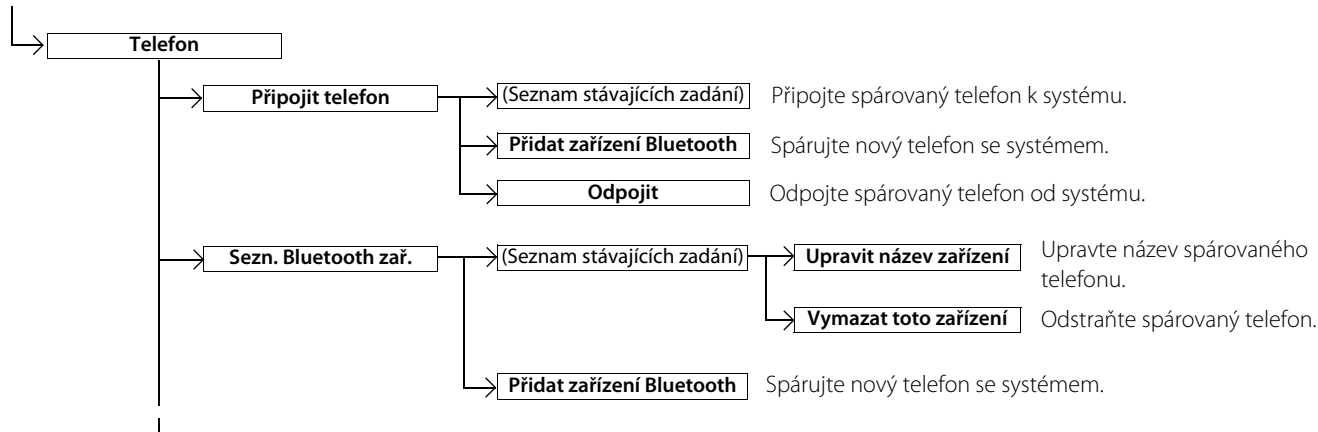 Telefon
Připojit telefon
(Seznam stávajících zadání)
Připojte spárovaný telefon k systému.
Přidat zařízení Bluetooth
Spárujte nový telefon se systémem.
Odpojit
Odpojte spárovaný telefon od systému.
Sezn. Bluetooth zař.
(Seznam stávajících zadání)
Upravit název zařízení
Upravte název spárovaného
telefonu.
Vymazat toto zařízení
Odstraňte spárovaný telefon.
Přidat zařízení Bluetooth
Spárujte nový telefon se systémem.